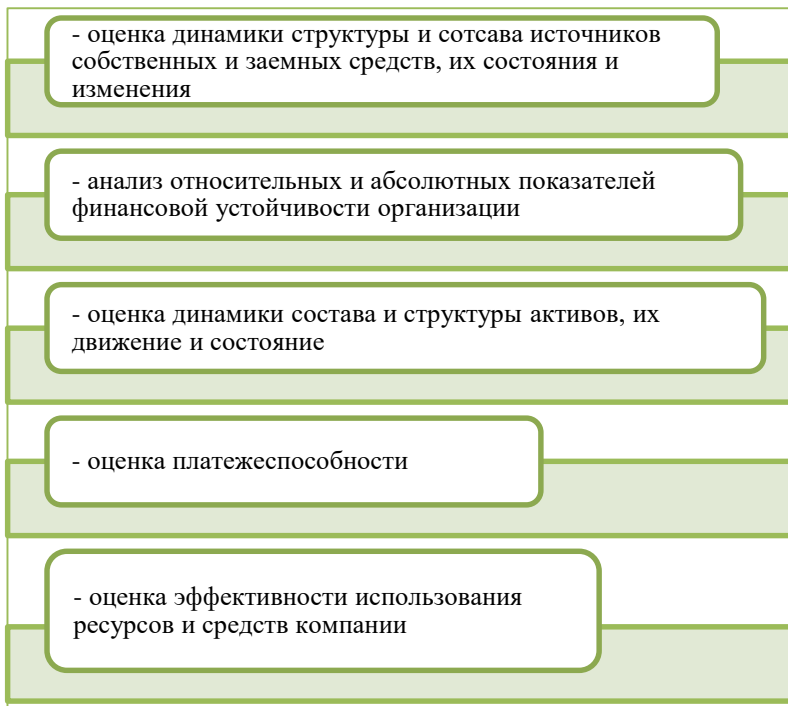 - оценка динамики структуры и сотсава источников
собственных и заемных средств, их состояния и
изменения
- анализ относительных и абсолютных показателей
финансовой устойчивости организации
- оценка динамики состава и структуры активов, их
движение и состояние
- оценка платежеспособности
- оценка эффективности использования
ресурсов и средств компании